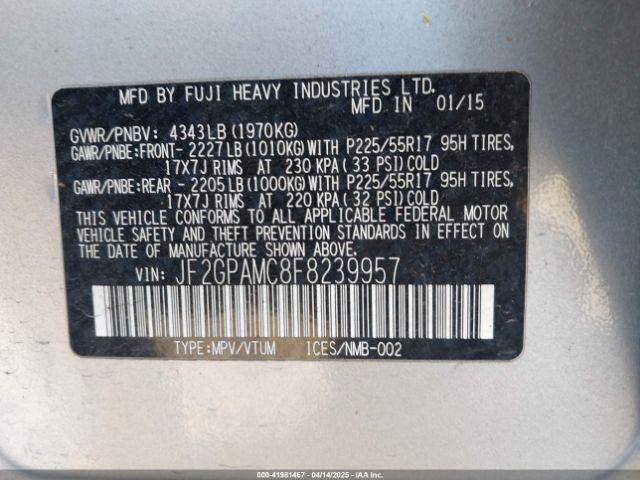 MFD BY FUJI HEAVY INDUSTRIES LTD.
MFD IN 01/15
GVWR/PNBV: 4343LB(1970KG)
GAWR/PNBE:FRONT- 2227LB(1010KG)WITH P225/55R17 95H TIRES,
17X7J RIMS AT 230 KPA( 33 PSI)COLD
GAWR/PNBE:REAR - 2205LB(1000KG)WITH P225/55R17 95H TIRES,
17X7J RIMS AT 220 KPA( 32 PSI)COLD
THIS VEHICLE CONFORMS TO ALL APPLICABLE FEDERAL MOTOR
VEHICLE SAFETY AND THEFT PREVENTION STANDARDS IN EFFECT ON
THE DATE OF MANUFACTURE SHOWN ABOVE.
VIN: JF2GPAMC8F8239957
TYPE:MPV/VTUM ICES/NMB-002
000-41981467 - 04/14/2025 - IAA, Inc.